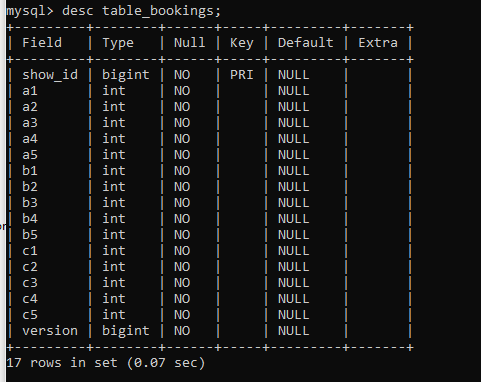 mysql> desc table_bookings;
+---------+--------+------+-----+---------+-------+
| Field   | Type   | Null | Key | Default | Extra |
+---------+--------+------+-----+---------+-------+
| show_id | bigint | NO   | PRI | NULL    |       |
| a1      | int    | NO   |     | NULL    |       |
| a2      | int    | NO   |     | NULL    |       |
| a3      | int    | NO   |     | NULL    |       |
| a4      | int    | NO   |     | NULL    |       |
| a5      | int    | NO   |     | NULL    |       |
| b1      | int    | NO   |     | NULL    |       |
| b2      | int    | NO   |     | NULL    |       |
| b3      | int    | NO   |     | NULL    |       |
| b4      | int    | NO   |     | NULL    |       |
| b5      | int    | NO   |     | NULL    |       |
| c1      | int    | NO   |     | NULL    |       |
| c2      | int    | NO   |     | NULL    |       |
| c3      | int    | NO   |     | NULL    |       |
| c4      | int    | NO   |     | NULL    |       |
| c5      | int    | NO   |     | NULL    |       |
| version | bigint | NO   |     | NULL    |       |
+---------+--------+------+-----+---------+-------+
17 rows in set (0.07 sec)